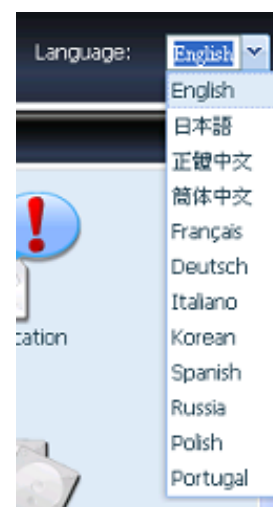 Language: English
English
日本語
正體中文
简体中文
Français
Deutsch
Italiano
Korean
Spanish
Russia
Polish
Portugal
cation